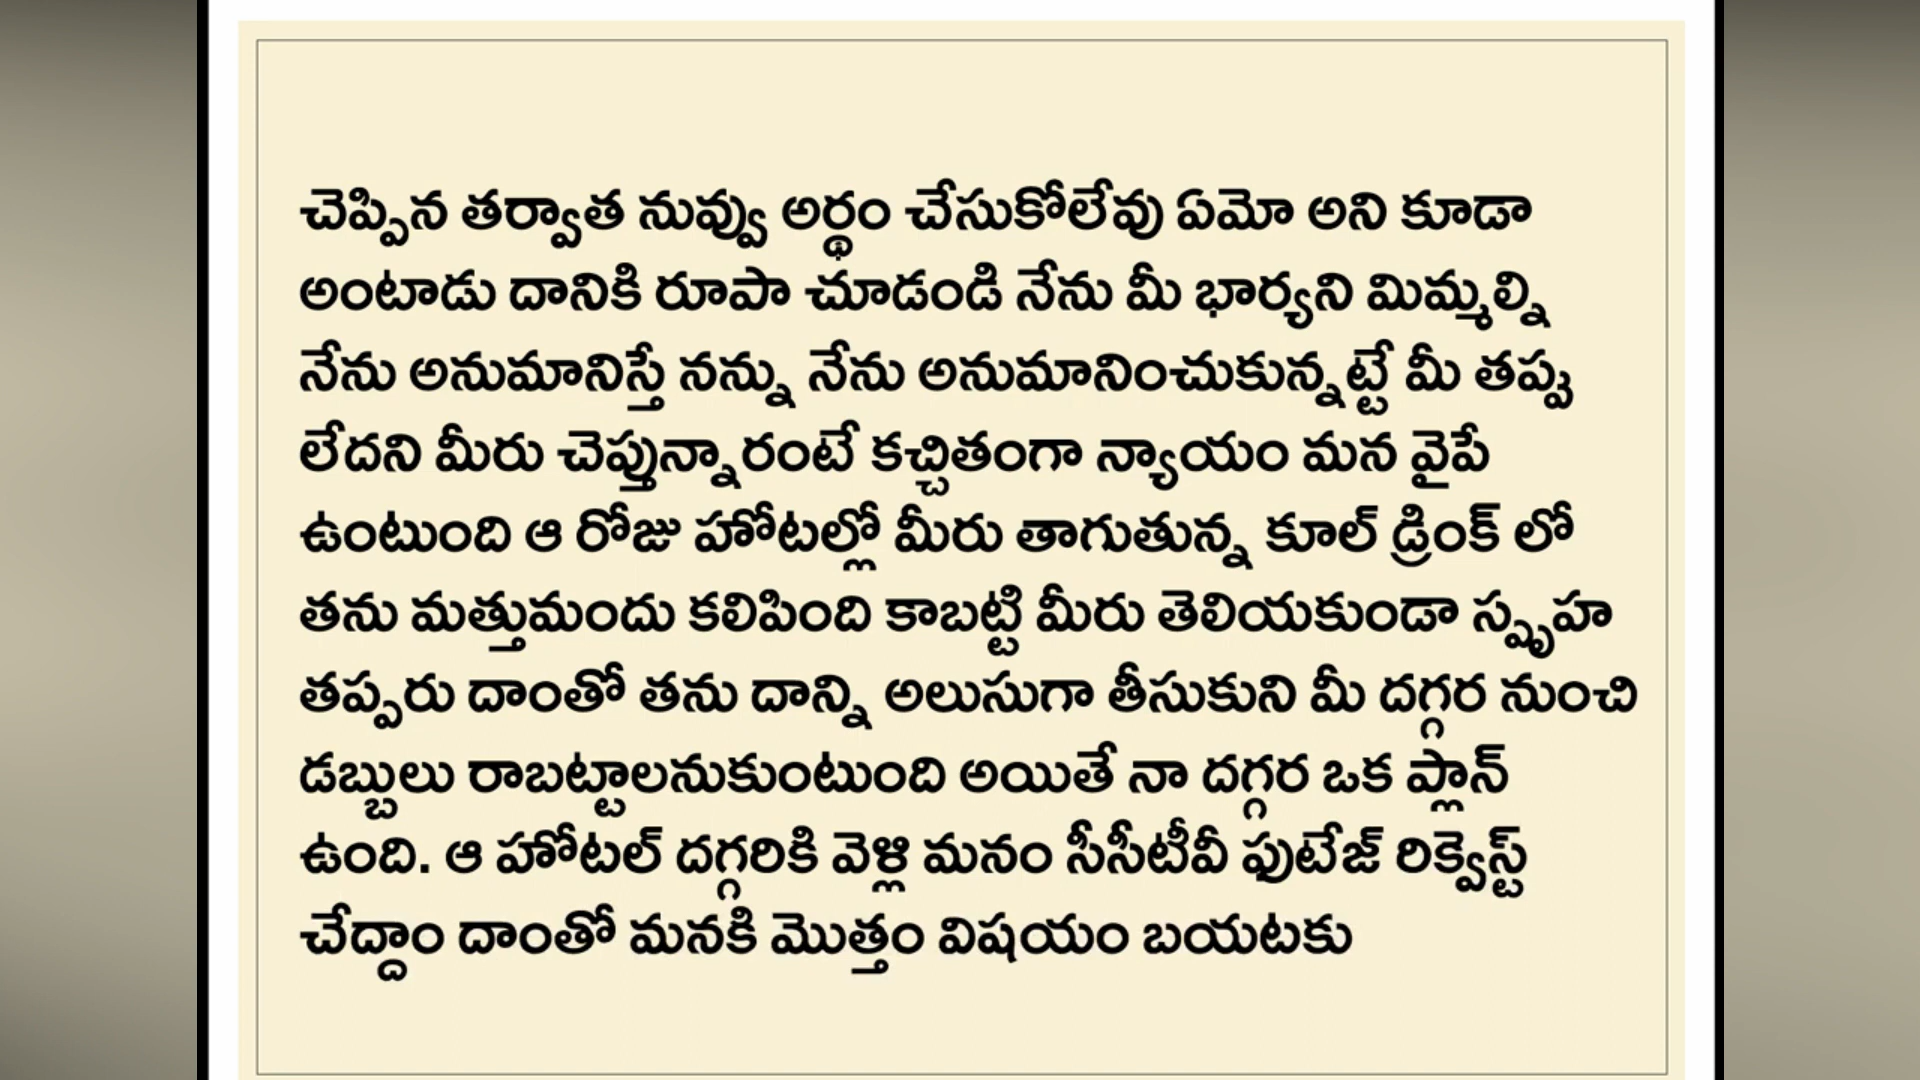 చెప్పిన తర్వాత నువ్వు అర్థం చేసుకోలేవు ఏమో అని కూడా
అంటాడు దానికి రూపా చూడండి నేను మీ భార్యని మిమ్మల్ని
నేను అనుమానిస్తే నన్ను నేను అనుమానించుకున్నట్టే మీ తప్పు
లేదని మీరు చెప్తున్నారంటే కచ్చితంగా న్యాయం మన వైపే
ఉంటుంది ఆ రోజు హోటల్లో మీరు తాగుతున్న కూల్ డ్రింక్ లో
తను మత్తుమందు కలిపింది కాబట్టి మీరు తెలియకుండా స్పృహ
తప్పరు దాంతో తను దాన్ని అలుసుగా తీసుకుని మీ దగ్గర నుంచి
డబ్బులు రాబట్టాలనుకుంటుంది అయితే నా దగ్గర ఒక ప్లాన్
ఉంది. ఆ హోటల్ దగ్గరికి వెళ్లి మనం సీసీటీవీ ఫుటేజ్ రిక్వెస్ట్
చేద్దాం దాంతో మనకి మొత్తం విషయం బయటకు